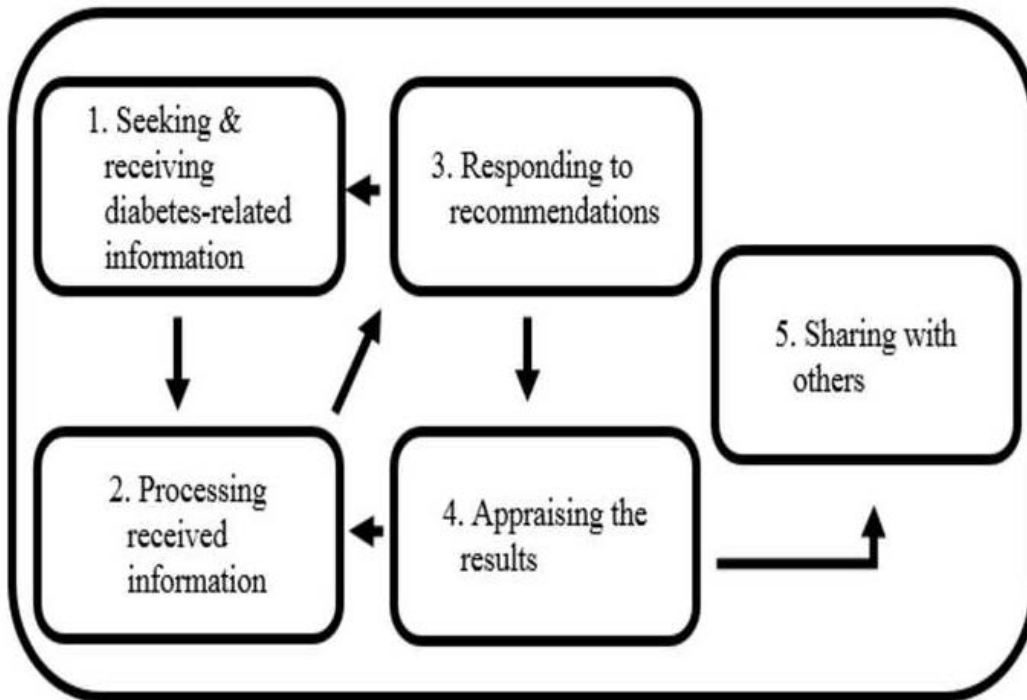 1. Seeking &
receiving
diabetes-related
information
2. Processing
received
information
3. Responding to
recommendations
4. Appraising the
results
5. Sharing with
others